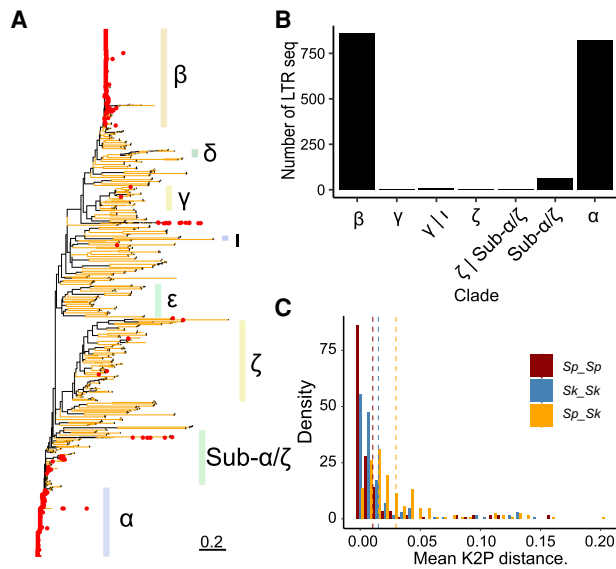 A
β
δ
γ
ι
ε
ζ
Sub-α/ζ
α
0.2
B
Number of LTR seq
750
500
250
0
β
γ
γ | ι
ζ
ζ | Sub-α/ζ
Sub-α/ζ
α
Clade
C
Density
75
50
25
0
Sp_Sp
Sk_Sk
Sp_Sk
0.00 0.05 0.10 0.15 0.20
Mean K2P distance.